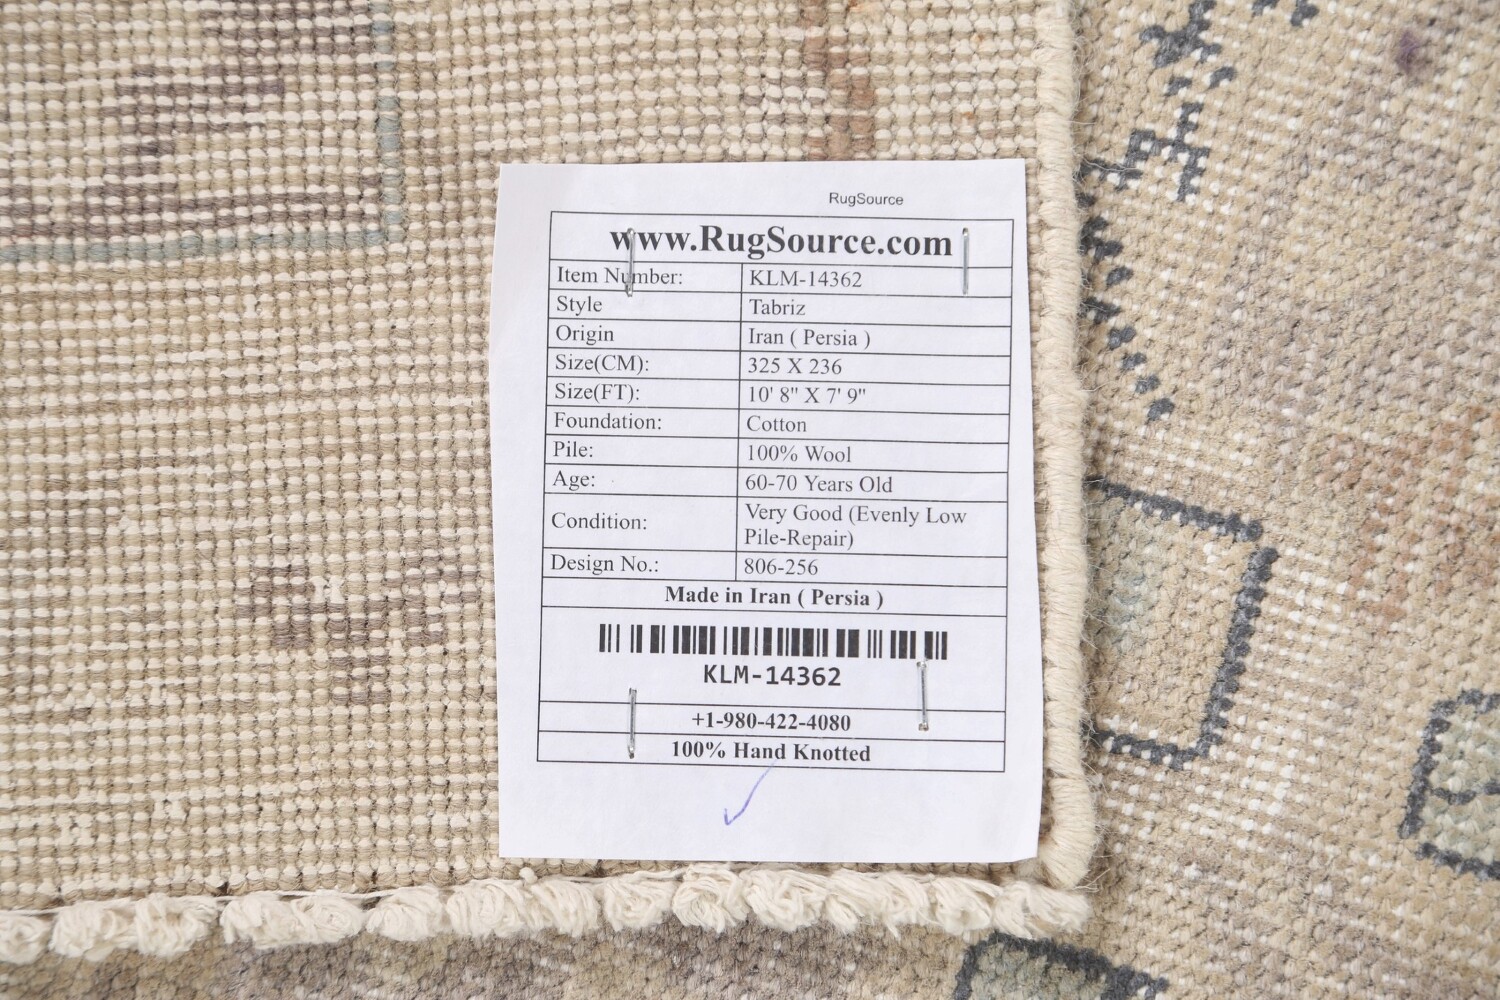 RugSource
www.RugSource.com
Item Number: KLM-14362
Style Tabriz
Origin Iran ( Persia )
Size(CM): 325 X 236
Size(FT): 10' 8" X 7' 9"
Foundation: Cotton
Pile: 100% Wool
Age: 60-70 Years Old
Condition: Very Good (Evenly Low
Pile-Repair)
Design No.: 806-256
Made in Iran ( Persia )
KLM-14362
+1-980-422-4080
100% Hand Knotted